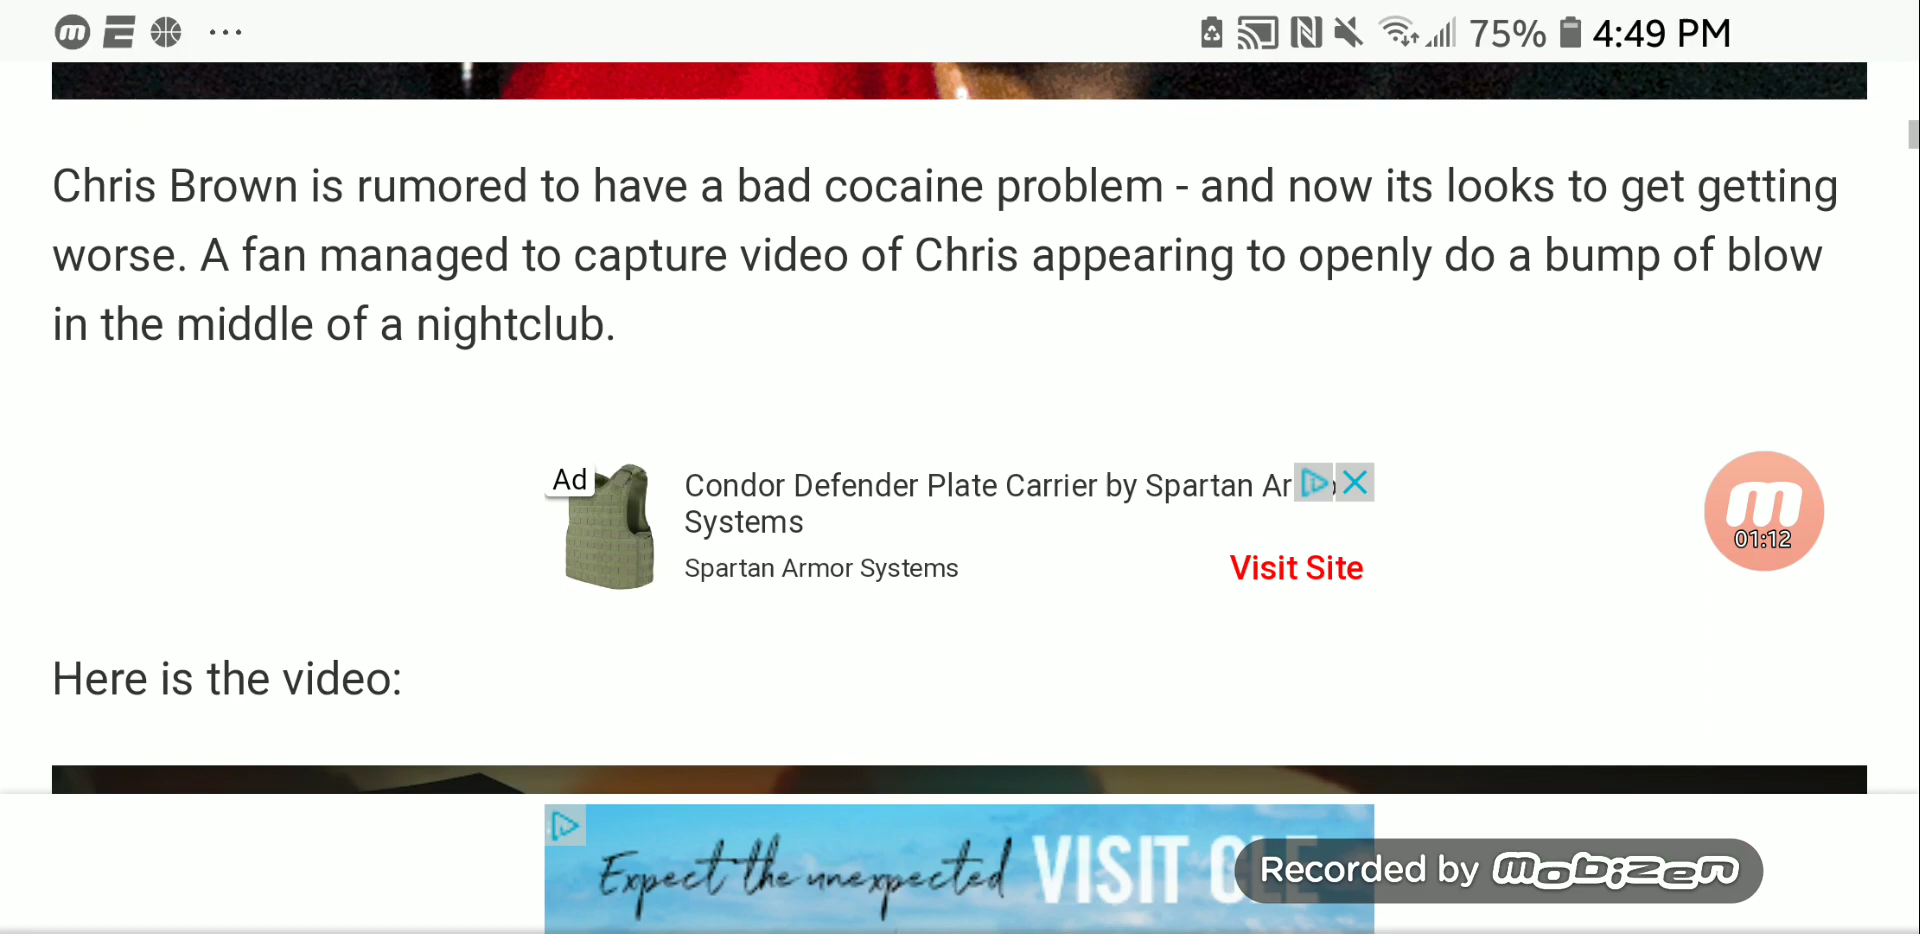 75% 4:49 PM
Chris Brown is rumored to have a bad cocaine problem - and now its looks to get getting
worse. A fan managed to capture video of Chris appearing to openly do a bump of blow
in the middle of a nightclub.
Ad
Condor Defender Plate Carrier by Spartan Ar
Systems
Spartan Armor Systems
Visit Site
m
01:12
Here is the video:
Expect the unexpected VISIT
Recorded by mobizen